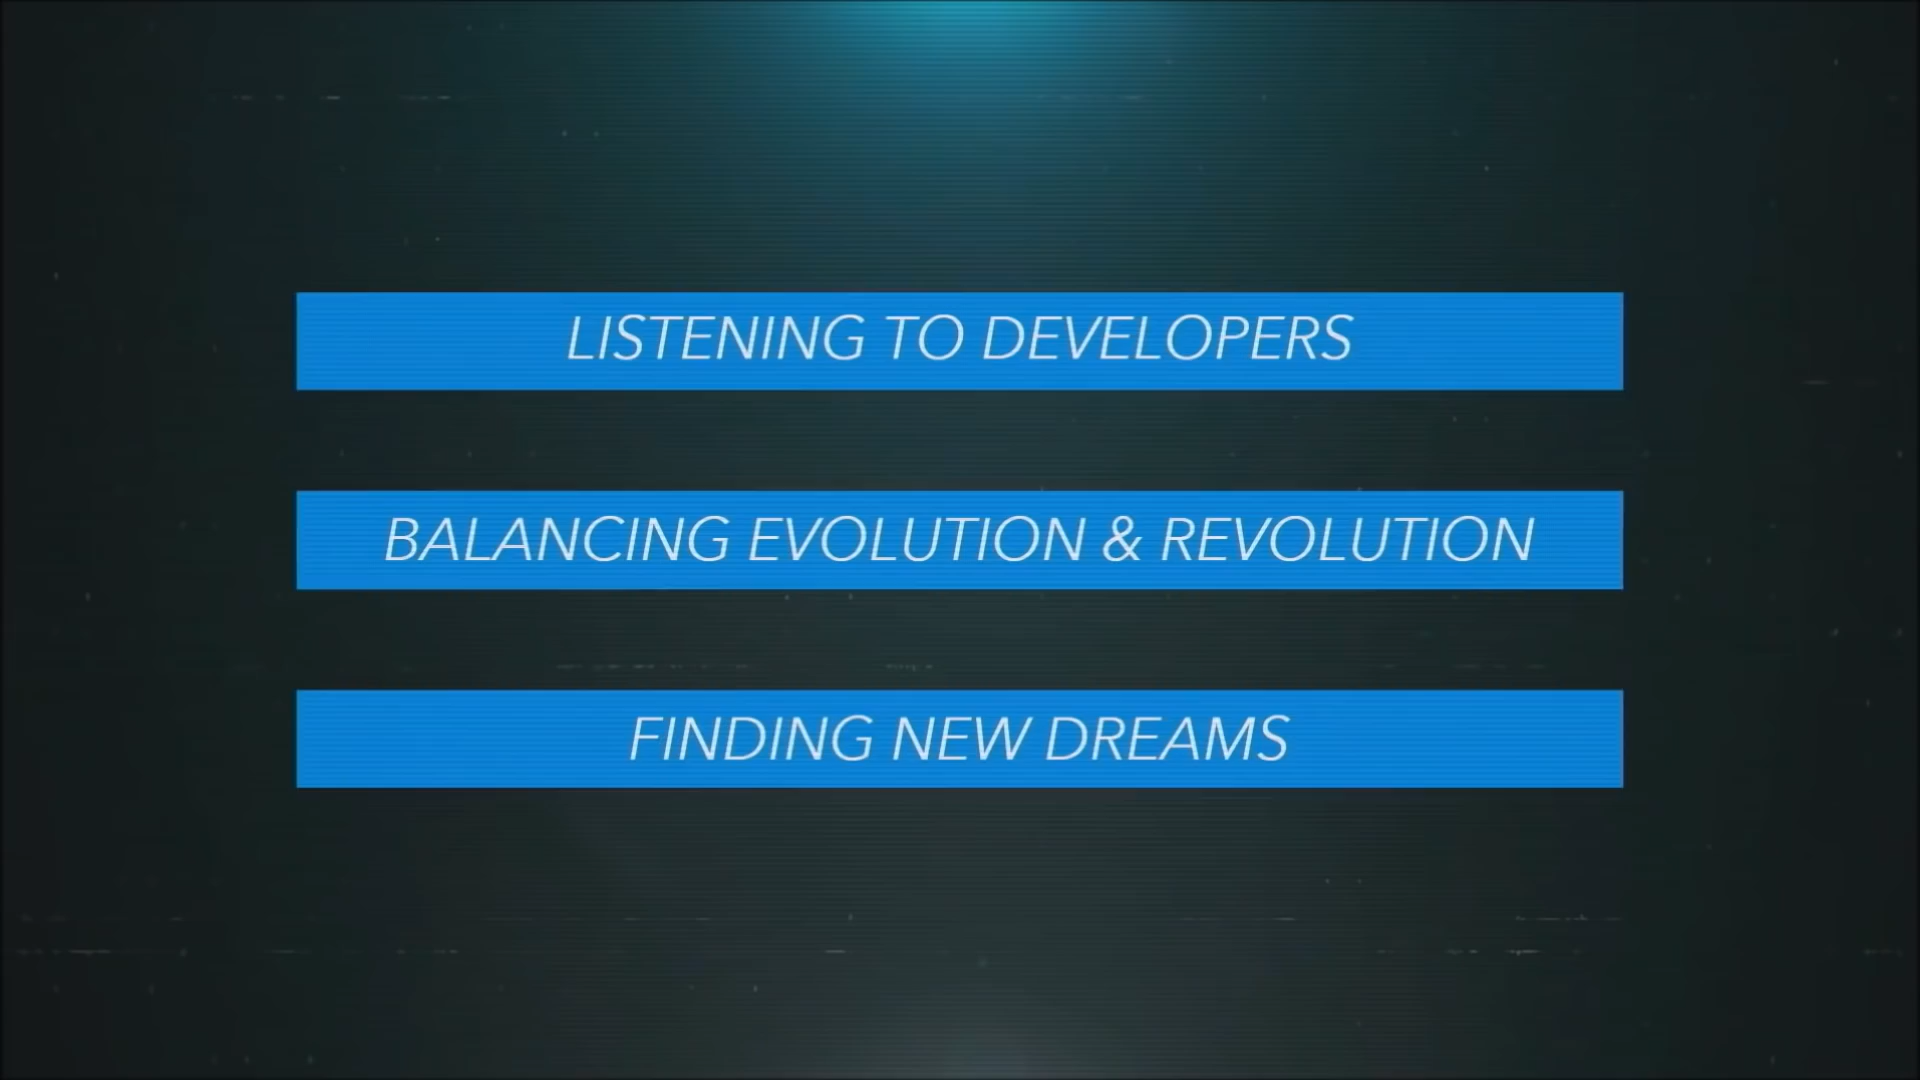 LISTENING TO DEVELOPERS
BALANCING EVOLUTION & REVOLUTION
FINDING NEW DREAMS